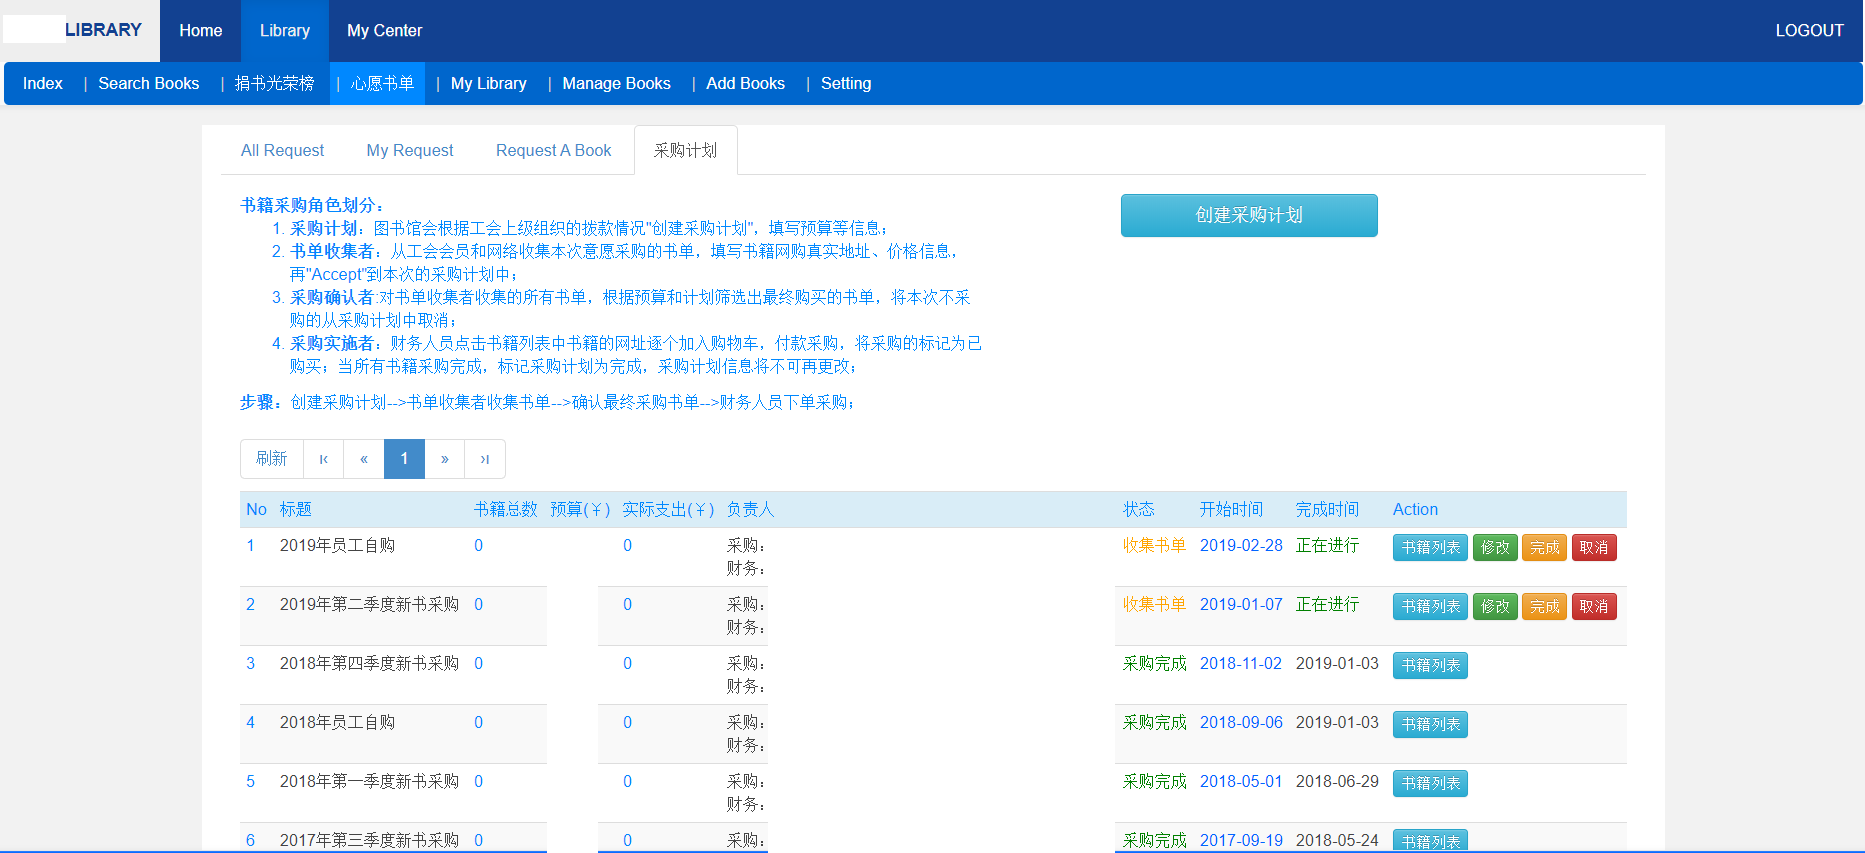 LIBRARY Home Library My Center LOGOUT
Index | Search Books | 捐书光荣榜 | 心愿书单 | My Library | Manage Books | Add Books | Setting
All Request My Request Request A Book 采购计划
书籍采购角色划分：
创建采购计划
1. 采购计划：图书馆会根据工会上级组织的拨款情况"创建采购计划"，填写预算等信息；
2. 书单收集者：从工会会员和网络收集本次意愿采购的书单，填写书籍网购真实地址、价格信息，
再"Accept"到本次的采购计划中；
3. 采购确认者:对书单收集者收集的所有书单，根据预算和计划筛选出最终购买的书单，将本次不采
购的从采购计划中取消；
4. 采购实施者：财务人员点击书籍列表中书籍的网址逐个加入购物车，付款采购，将采购的标记为已
购买；当所有书籍采购完成，标记采购计划为完成，采购计划信息将不可再更改；
步骤：创建采购计划-->书单收集者收集书单-->确认最终采购书单-->财务人员下单采购；
刷新 ı‹ « 1 » ›ı
No 标题 书籍总数 预算(￥) 实际支出(￥) 负责人 状态 开始时间 完成时间 Action
1 2019年员工自购 0 0 采购： 收集书单 2019-02-28 正在进行 书籍列表 修改 完成 取消
财务：
2 2019年第二季度新书采购 0 0 采购： 收集书单 2019-01-07 正在进行 书籍列表 修改 完成 取消
财务：
3 2018年第四季度新书采购 0 0 采购： 采购完成 2018-11-02 2019-01-03 书籍列表
财务：
4 2018年员工自购 0 0 采购： 采购完成 2018-09-06 2019-01-03 书籍列表
财务：
5 2018年第一季度新书采购 0 0 采购： 采购完成 2018-05-01 2018-06-29 书籍列表
财务：
6 2017年第三季度新书采购 0 0 采购： 采购完成 2017-09-19 2018-05-24 书籍列表